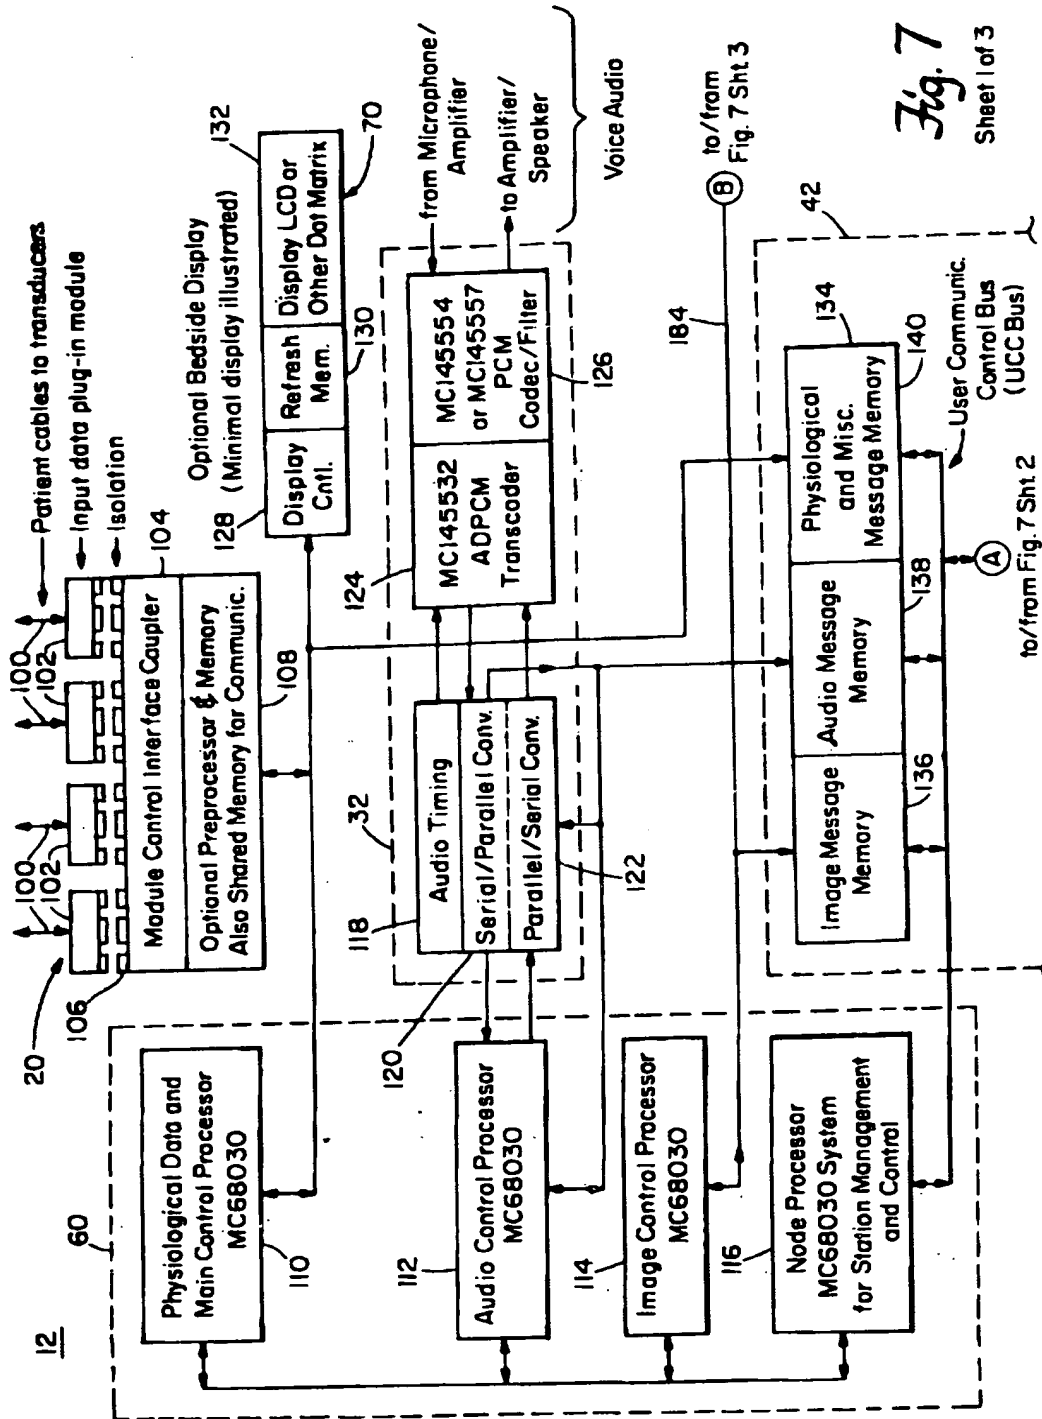 12
20
Patient cables to transducers
Input data plug-in module
Isolation
100
102
100
102
100
102
100
102
106
104
Module Control Interface Coupler
Optional Preprocessor & Memory
Also Shared Memory for Communic.
108
60
Physiological Data and
Main Control Processor
MC68030
110
Optional Bedside Display
(Minimal display illustrated)
128
132
Display
Cntl.
Refresh
Mem.
Display LCD or
Other Dot Matrix
130
70
112
Audio Control Processor
MC68030
120
118
32
Audio Timing
Serial/Parallel Conv.
Parallel/Serial Conv.
122
124
MC145532
ADPCM
Transcoder
MC145554
or MC145557
PCM
Codec/Filter
126
from Microphone/
Amplifier
to Amplifier/
Speaker
Voice Audio
114
Image Control Processor
MC68030
184
B
to/from
Fig. 7 Sht. 3
116
Node Processor
MC68030 System
for Station Management
and Control
42
Image Message
Memory
136
Audio Message
Memory
138
Physiological
and Misc.
Message Memory
134
140
User Communic.
Control Bus
(UCC Bus)
A
to/from Fig. 7 Sht. 2
Fig. 7
Sheet 1 of 3